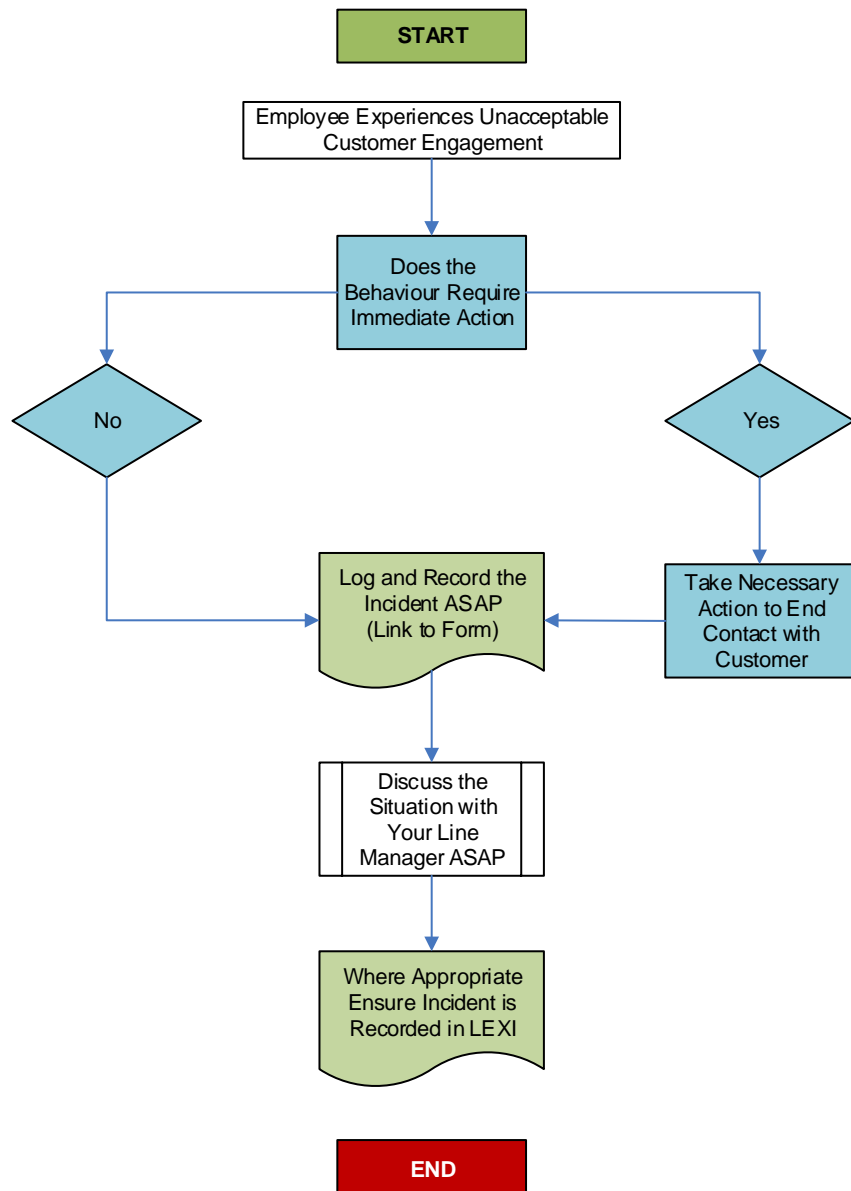 START
Employee Experiences Unacceptable
Customer Engagement
Does the
Behaviour Require
Immediate Action
No
Yes
Log and Record the
Incident ASAP
(Link to Form)
Take Necessary
Action to End
Contact with
Customer
Discuss the
Situation with
Your Line
Manager ASAP
Where Appropriate
Ensure Incident is
Recorded in LEXI
END